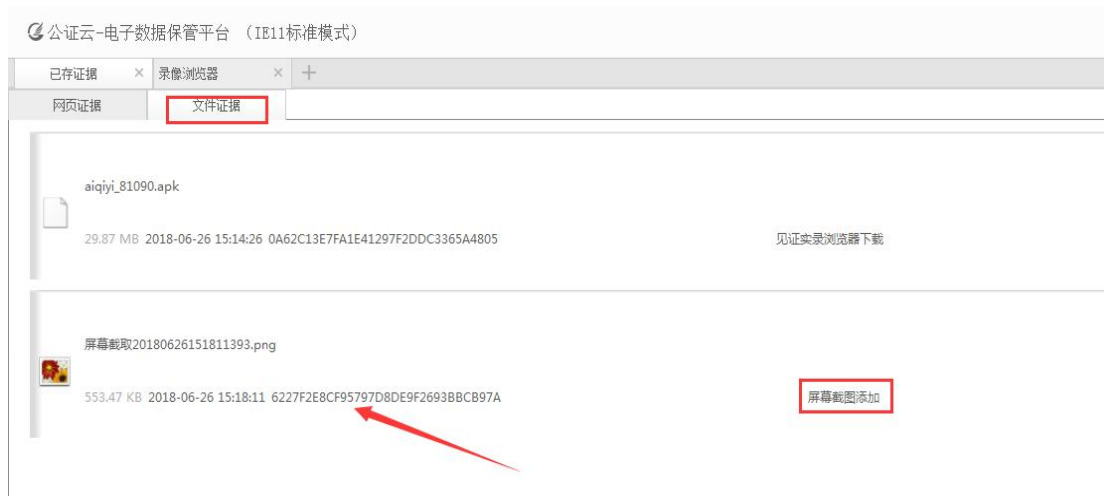 公证云-电子数据保管平台 (IE11标准模式)
已存证据 × 录像浏览器 × +
网页证据 文件证据
aiqiyi_81090.apk
29.87 MB 2018-06-26 15:14:26 0A62C13E7FA1E41297F2DDC3365A4805 见证实录浏览器下载
屏幕截取20180626151811393.png
553.47 KB 2018-06-26 15:18:11 6227F2E8CF95797D8DE9F2693BBCB97A 屏幕截图添加